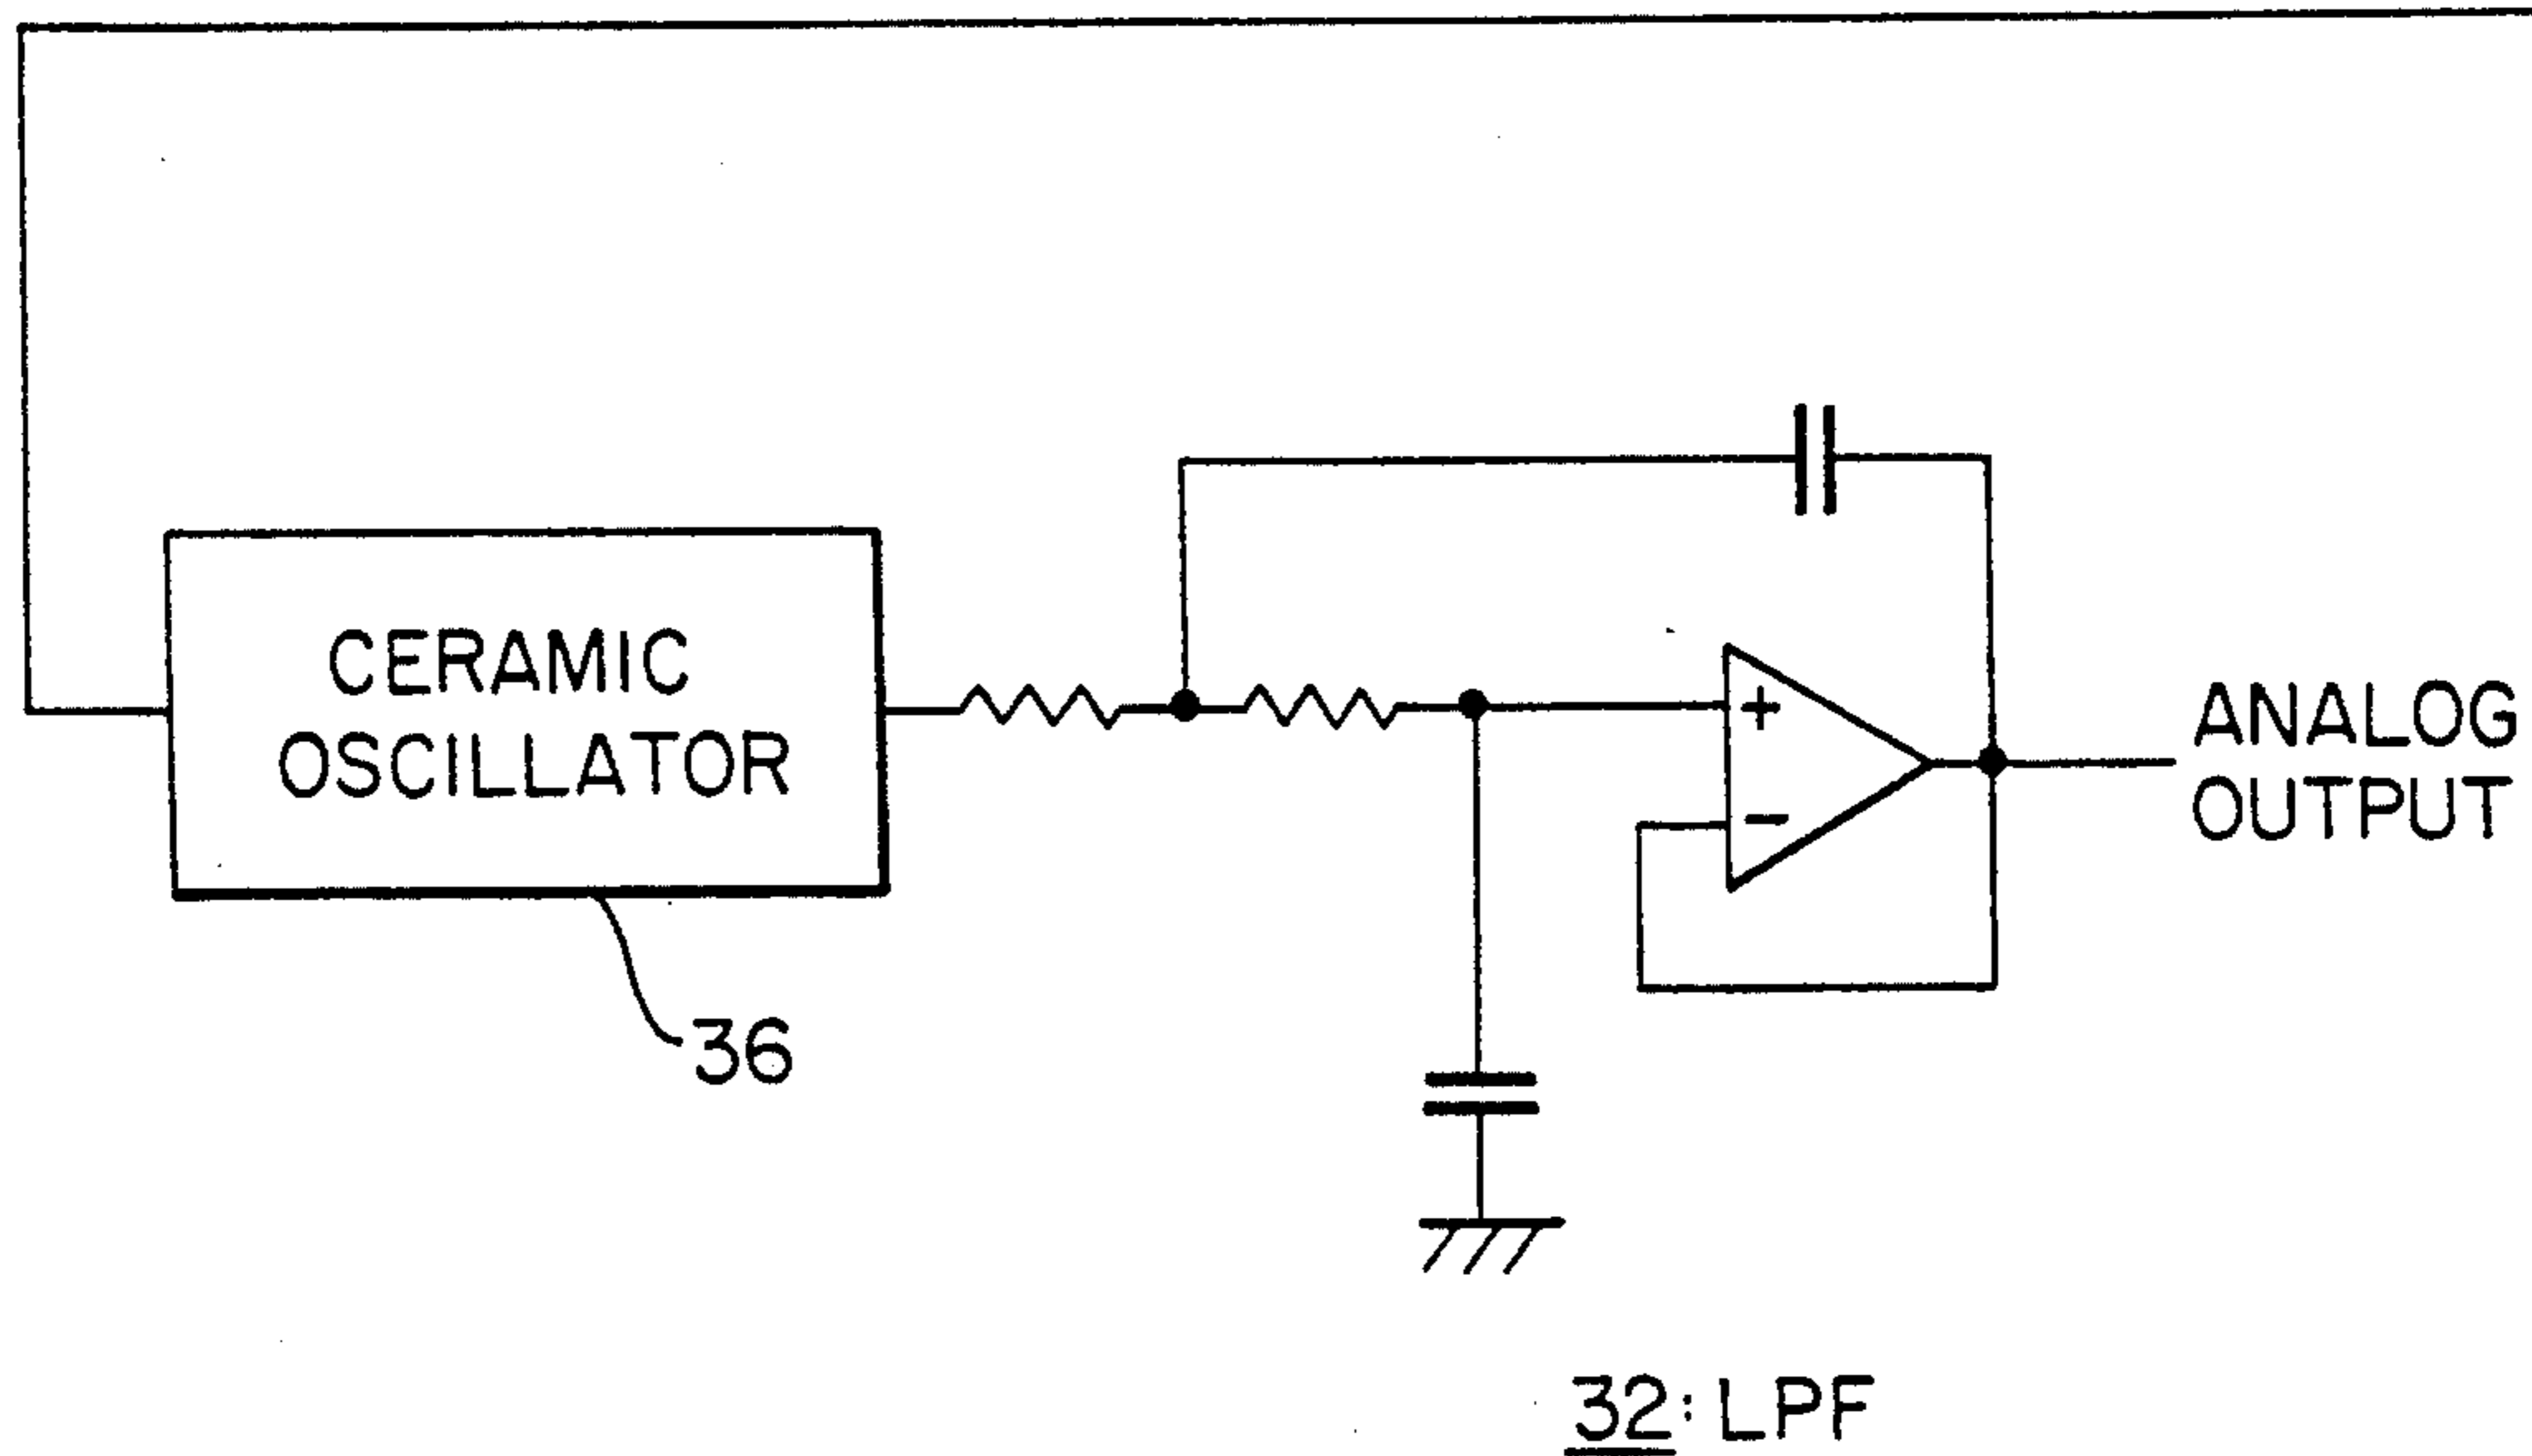 CERAMIC
OSCILLATOR
36
+
−
ANALOG
OUTPUT
32: LPF